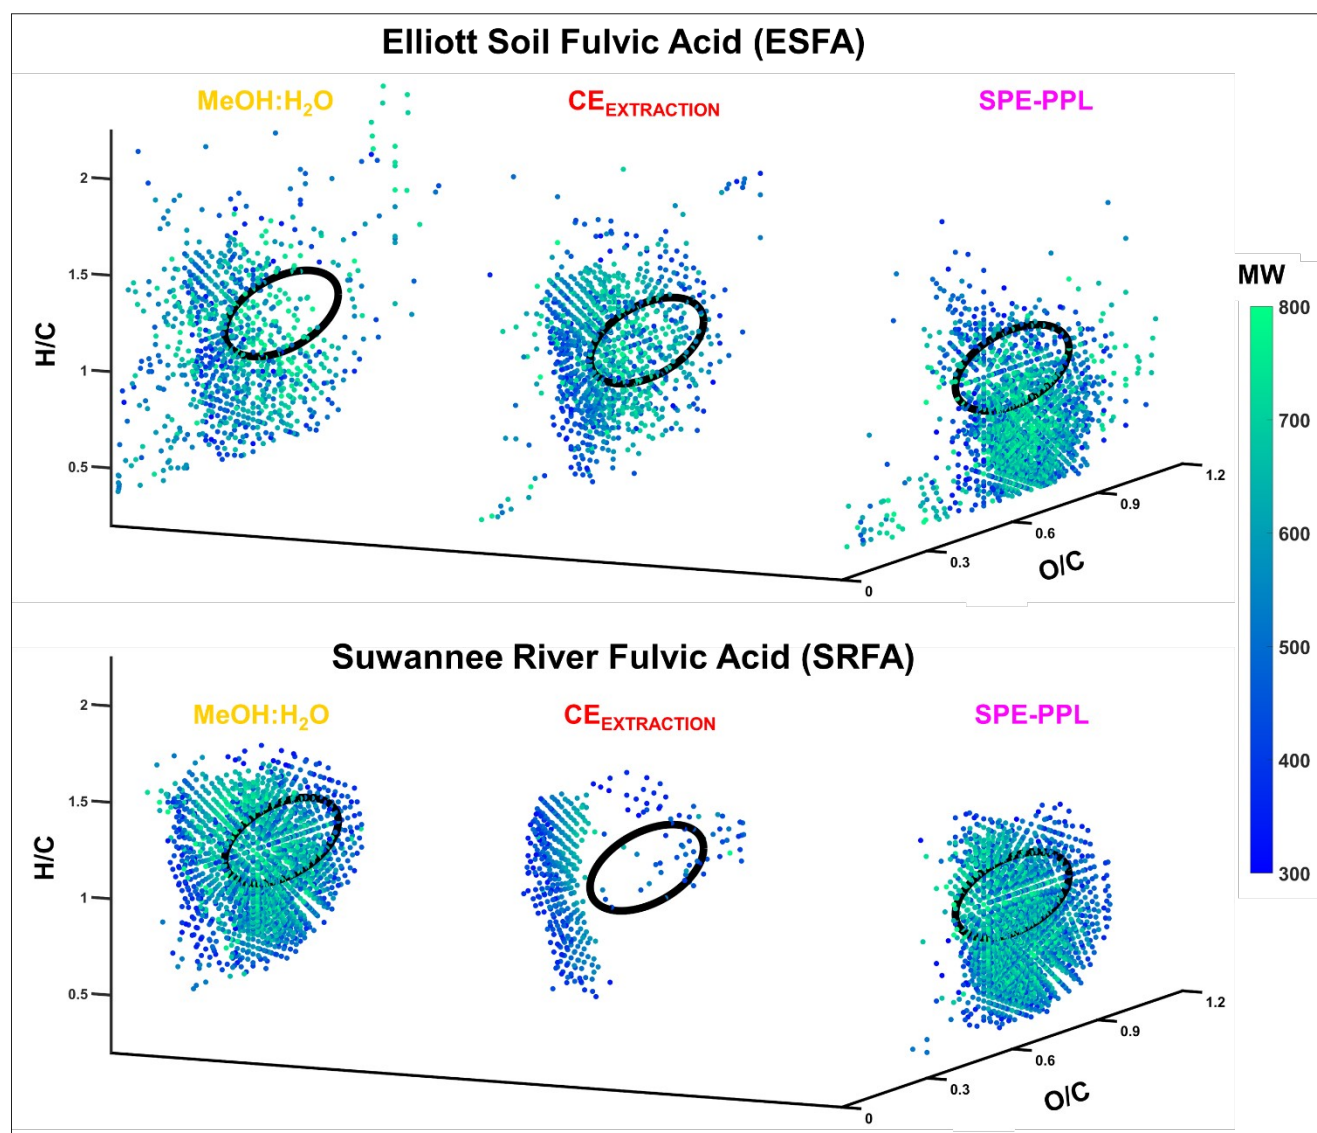 Elliott Soil Fulvic Acid (ESFA)
MeOH:H2O
CEEXTRACTION
SPE-PPL
H/C
2
1.5
1
0.5
0
0.3
0.6
0.9
1.2
O/C
MW
800
700
600
500
400
300
Suwannee River Fulvic Acid (SRFA)
MeOH:H2O
CEEXTRACTION
SPE-PPL
H/C
2
1.5
1
0.5
0
0.3
0.6
0.9
1.2
O/C